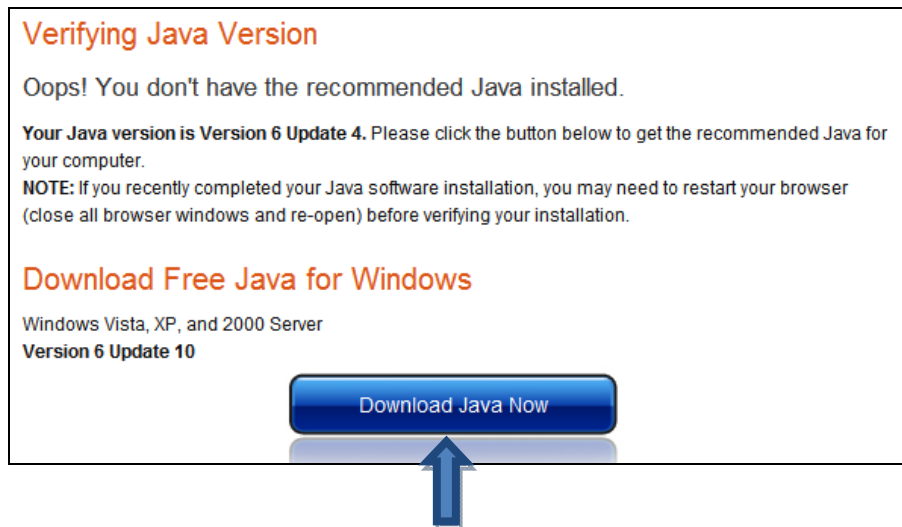 Verifying Java Version
Oops! You don't have the recommended Java installed.
Your Java version is Version 6 Update 4. Please click the button below to get the recommended Java for
your computer.
NOTE: If you recently completed your Java software installation, you may need to restart your browser
(close all browser windows and re-open) before verifying your installation.
Download Free Java for Windows
Windows Vista, XP, and 2000 Server
Version 6 Update 10
Download Java Now